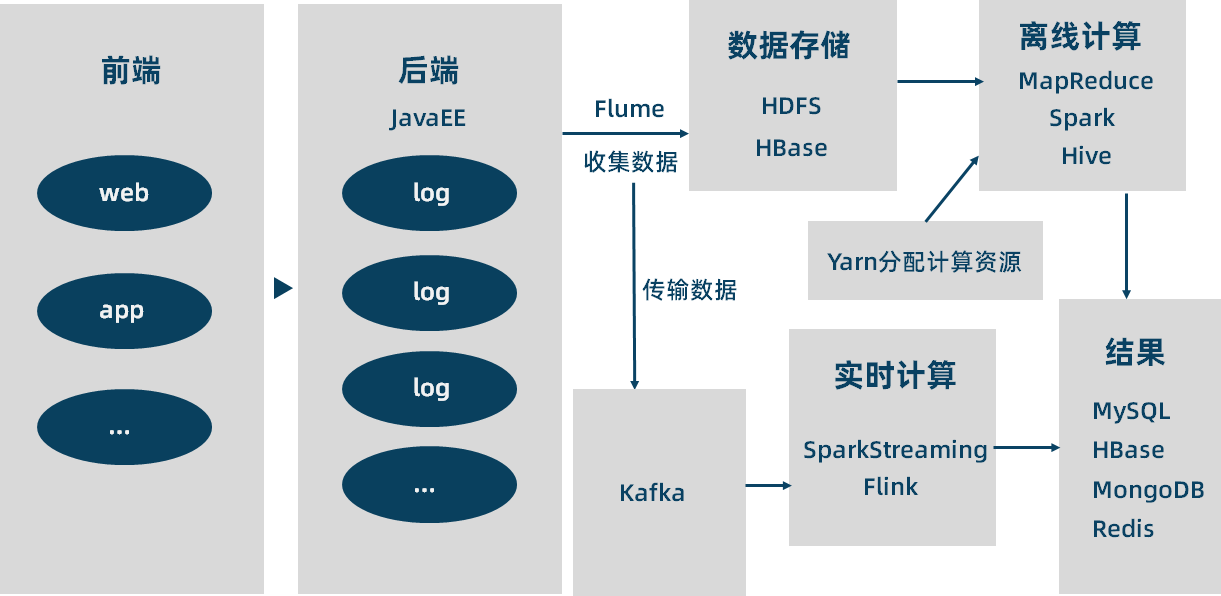 前端
web
app
...
后端
JavaEE
log
log
log
...
Flume
收集数据
传输数据
Kafka
数据存储
HDFS
HBase
离线计算
MapReduce
Spark
Hive
Yarn分配计算资源
实时计算
SparkStreaming
Flink
结果
MySQL
HBase
MongoDB
Redis